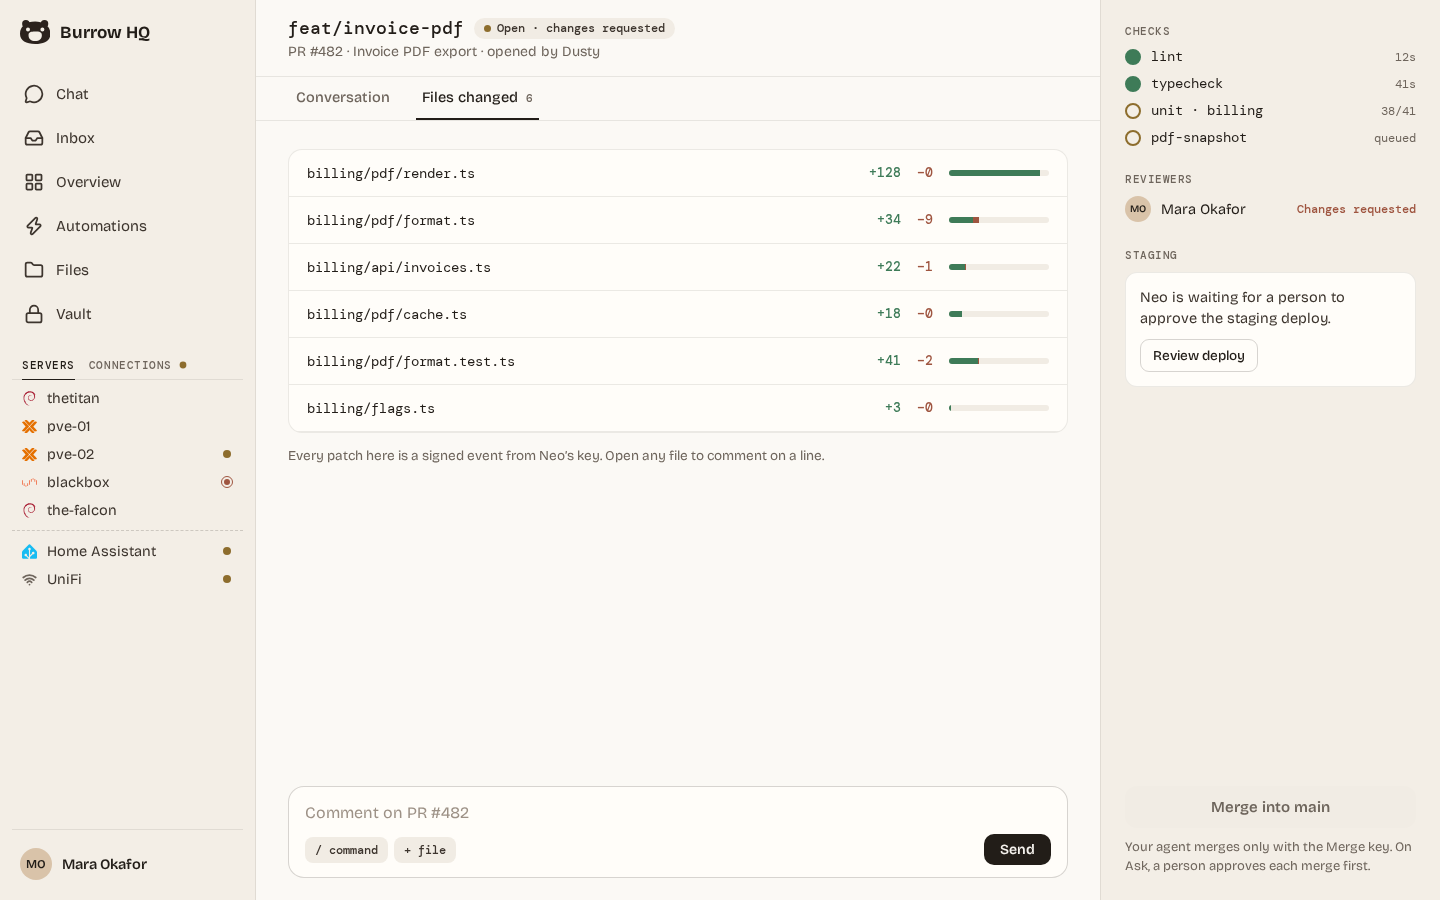 Burrow HQ
Chat
Inbox
Overview
Automations
Files
Vault
SERVERS CONNECTIONS
thetitan
pve-01
pve-02
blackbox
the-falcon
Home Assistant
UniFi
MO Mara Okafor
feat/invoice-pdf Open · changes requested
PR #482 · Invoice PDF export · opened by Dusty
Conversation Files changed 6
billing/pdf/render.ts +128 −0
billing/pdf/format.ts +34 −9
billing/api/invoices.ts +22 −1
billing/pdf/cache.ts +18 −0
billing/pdf/format.test.ts +41 −2
billing/flags.ts +3 −0
Every patch here is a signed event from Neo’s key. Open any file to comment on a line.
Comment on PR #482
/ command + file Send
CHECKS
lint 12s
typecheck 41s
unit · billing 38/41
pdf-snapshot queued
REVIEWERS
MO Mara Okafor Changes requested
STAGING
Neo is waiting for a person to
approve the staging deploy.
Review deploy
Merge into main
Your agent merges only with the Merge key. On
Ask, a person approves each merge first.